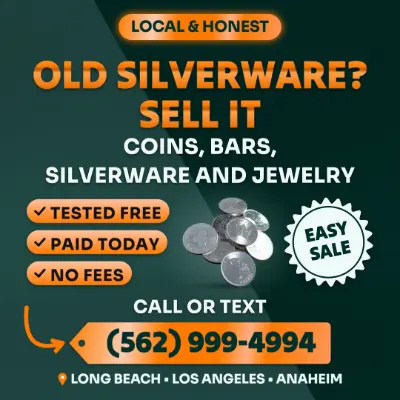 LOCAL & HONEST
OLD SILVERWARE?
SELL IT
COINS, BARS,
SILVERWARE AND JEWELRY
✓ TESTED FREE
✓ PAID TODAY
✓ NO FEES
EASY
SALE
CALL OR TEXT
(562) 999-4994
LONG BEACH • LOS ANGELES • ANAHEIM